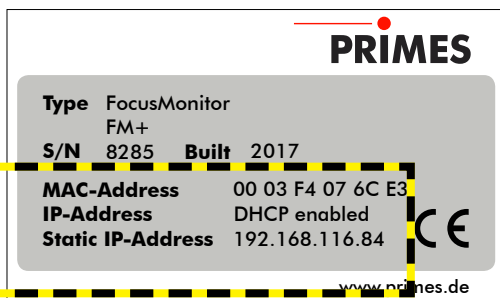 PRIMES
Type FocusMonitor
FM+
S/N 8285 Built 2017
MAC-Address 00 03 F4 07 6C E3
IP-Address DHCP enabled
Static IP-Address 192.168.116.84
CE
www.primes.de